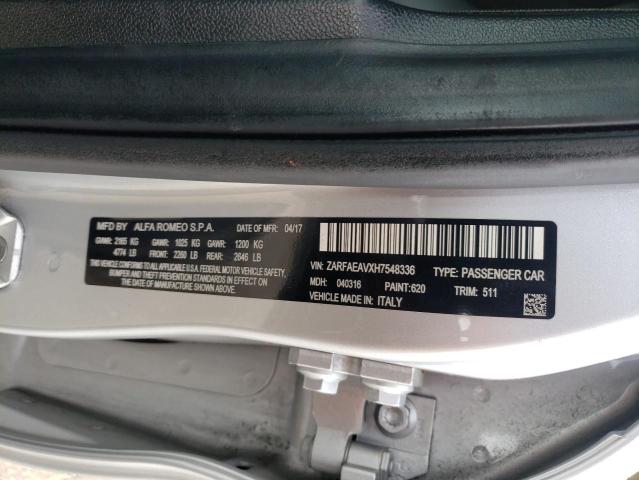 MFD BY ALFA ROMEO S.P.A. DATE OF MFR: 04/17
GVWR: 2165 KG GAWR: 1025 KG GAWR: 1200 KG
4774 LB FRONT: 2260 LB REAR: 2646 LB
THIS VEHICLE CONFORMS TO ALL APPLICABLE FEDERAL MOTOR VEHICLE
SAFETY, BUMPER, AND THEFT PREVENTION STANDARDS IN EFFECT
ON THE DATE OF MANUFACTURE SHOWN ABOVE.
VIN: ZARFAEAVXH7548336 TYPE: PASSENGER CAR
MDH: 040316 PAINT:620 TRIM: 511
VEHICLE MADE IN: ITALY